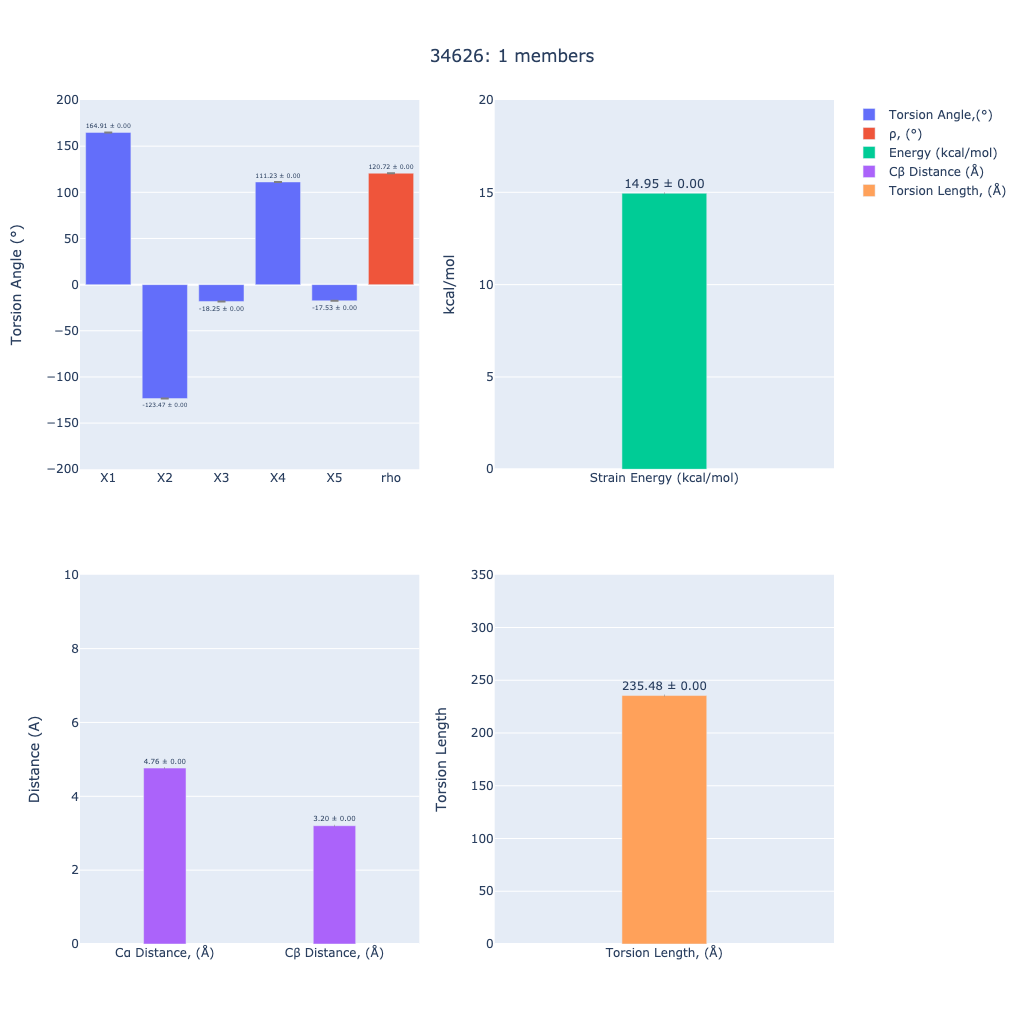 34626: 1 members
200
150
100
50
0
−50
−100
−150
−200
Torsion Angle (°)
164.91 ± 0.00
-123.47 ± 0.00
-18.25 ± 0.00
111.23 ± 0.00
-17.53 ± 0.00
120.72 ± 0.00
X1 X2 X3 X4 X5 rho
20
15
10
5
0
kcal/mol
14.95 ± 0.00
Strain Energy (kcal/mol)
Torsion Angle,(°)
ρ, (°)
Energy (kcal/mol)
Cβ Distance (Å)
Torsion Length, (Å)
10
8
6
4
2
0
Distance (A)
4.76 ± 0.00
3.20 ± 0.00
Cα Distance, (Å) Cβ Distance, (Å)
350
300
250
200
150
100
50
0
Torsion Length
235.48 ± 0.00
Torsion Length, (Å)